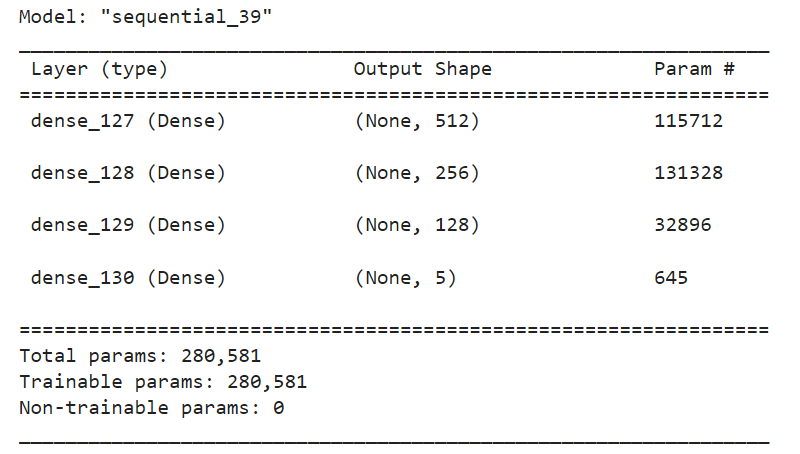 Model: "sequential_39"
Layer (type) Output Shape Param #
dense_127 (Dense) (None, 512) 115712
dense_128 (Dense) (None, 256) 131328
dense_129 (Dense) (None, 128) 32896
dense_130 (Dense) (None, 5) 645
Total params: 280,581
Trainable params: 280,581
Non-trainable params: 0